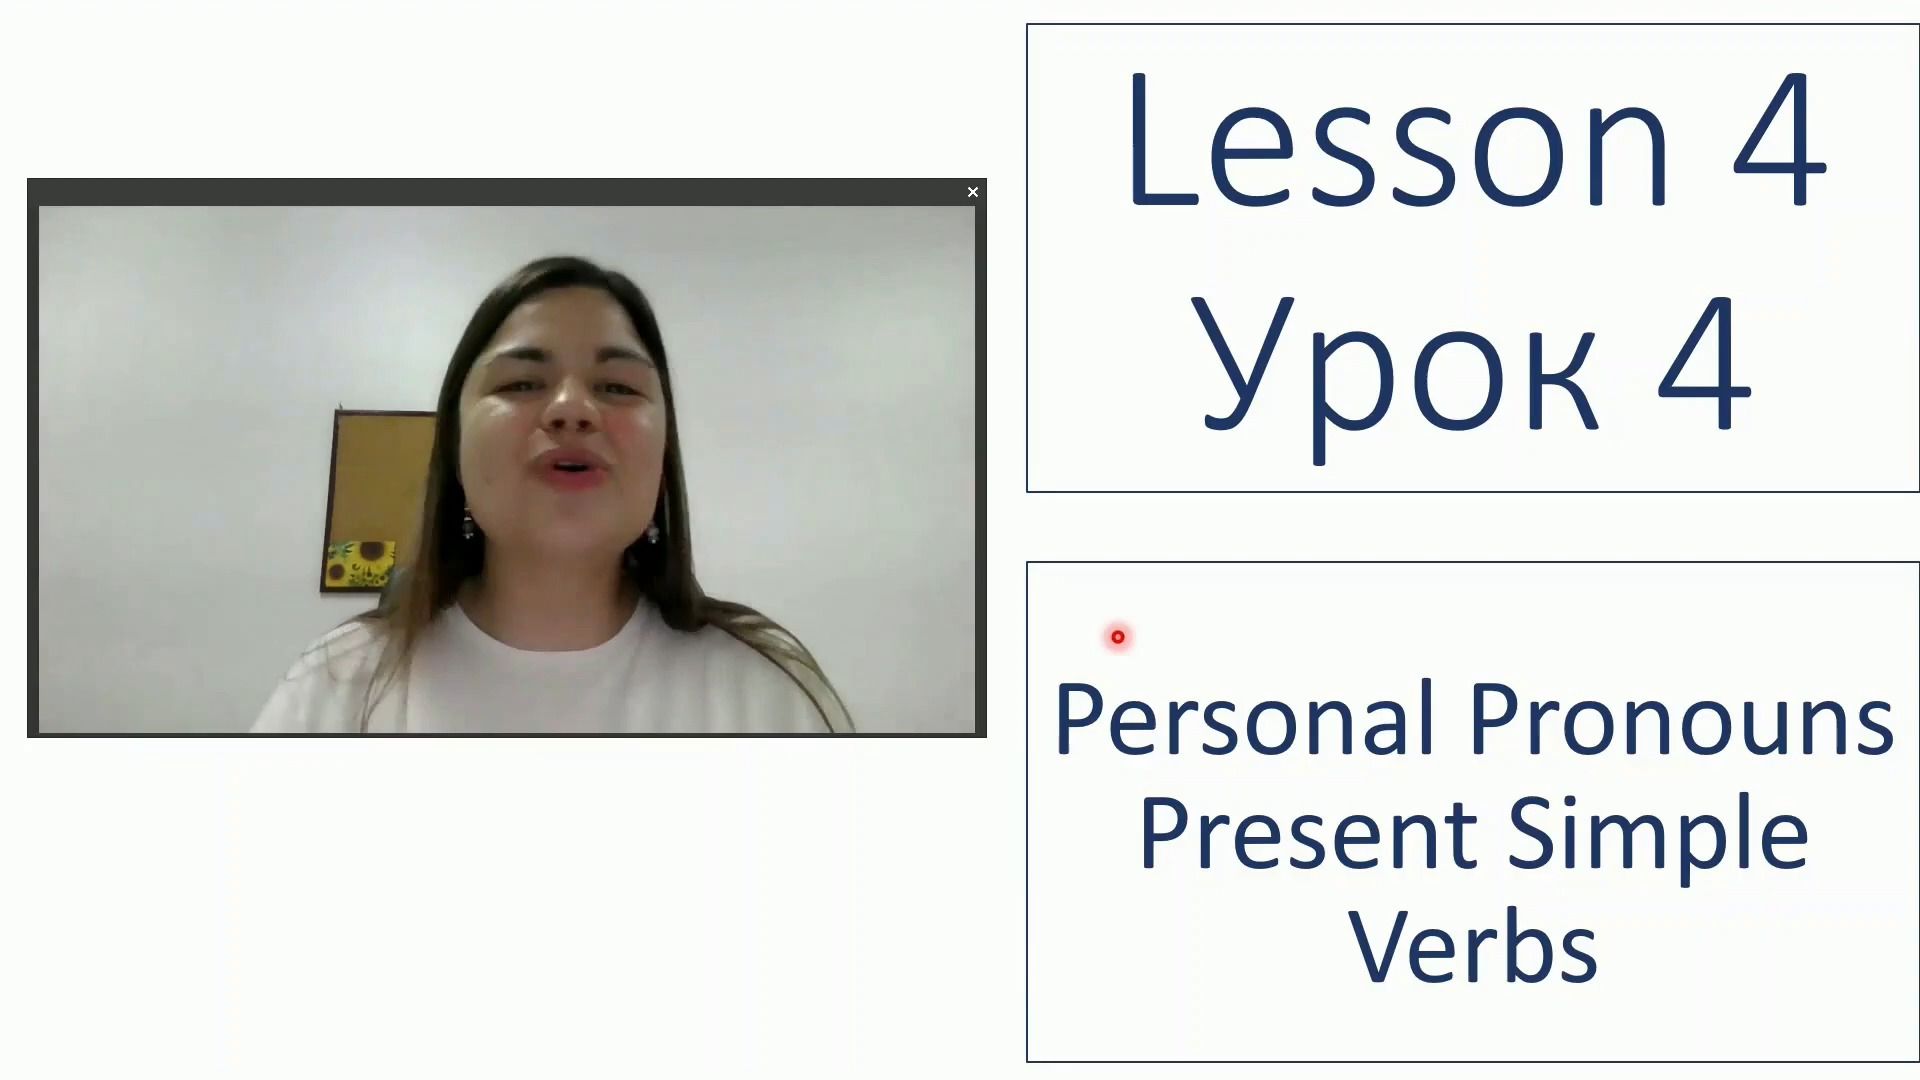 Lesson 4
Урок 4
Personal Pronouns
Present Simple
Verbs